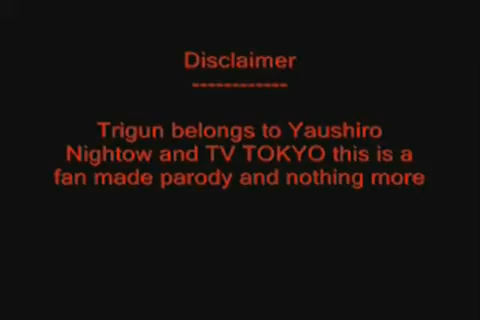 Disclaimer
------------
Trigun belongs to Yaushiro
Nightow and TV TOKYO this is a
fan made parody and nothing more